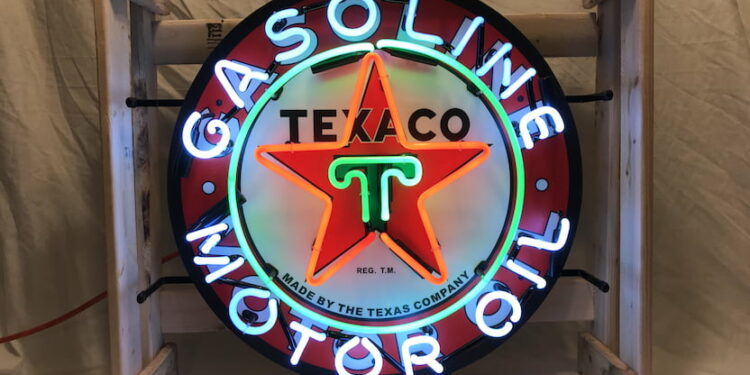 GASOLINE
TEXACO
T
REG. T.M.
MADE BY THE TEXAS COMPANY
MOTOR OIL